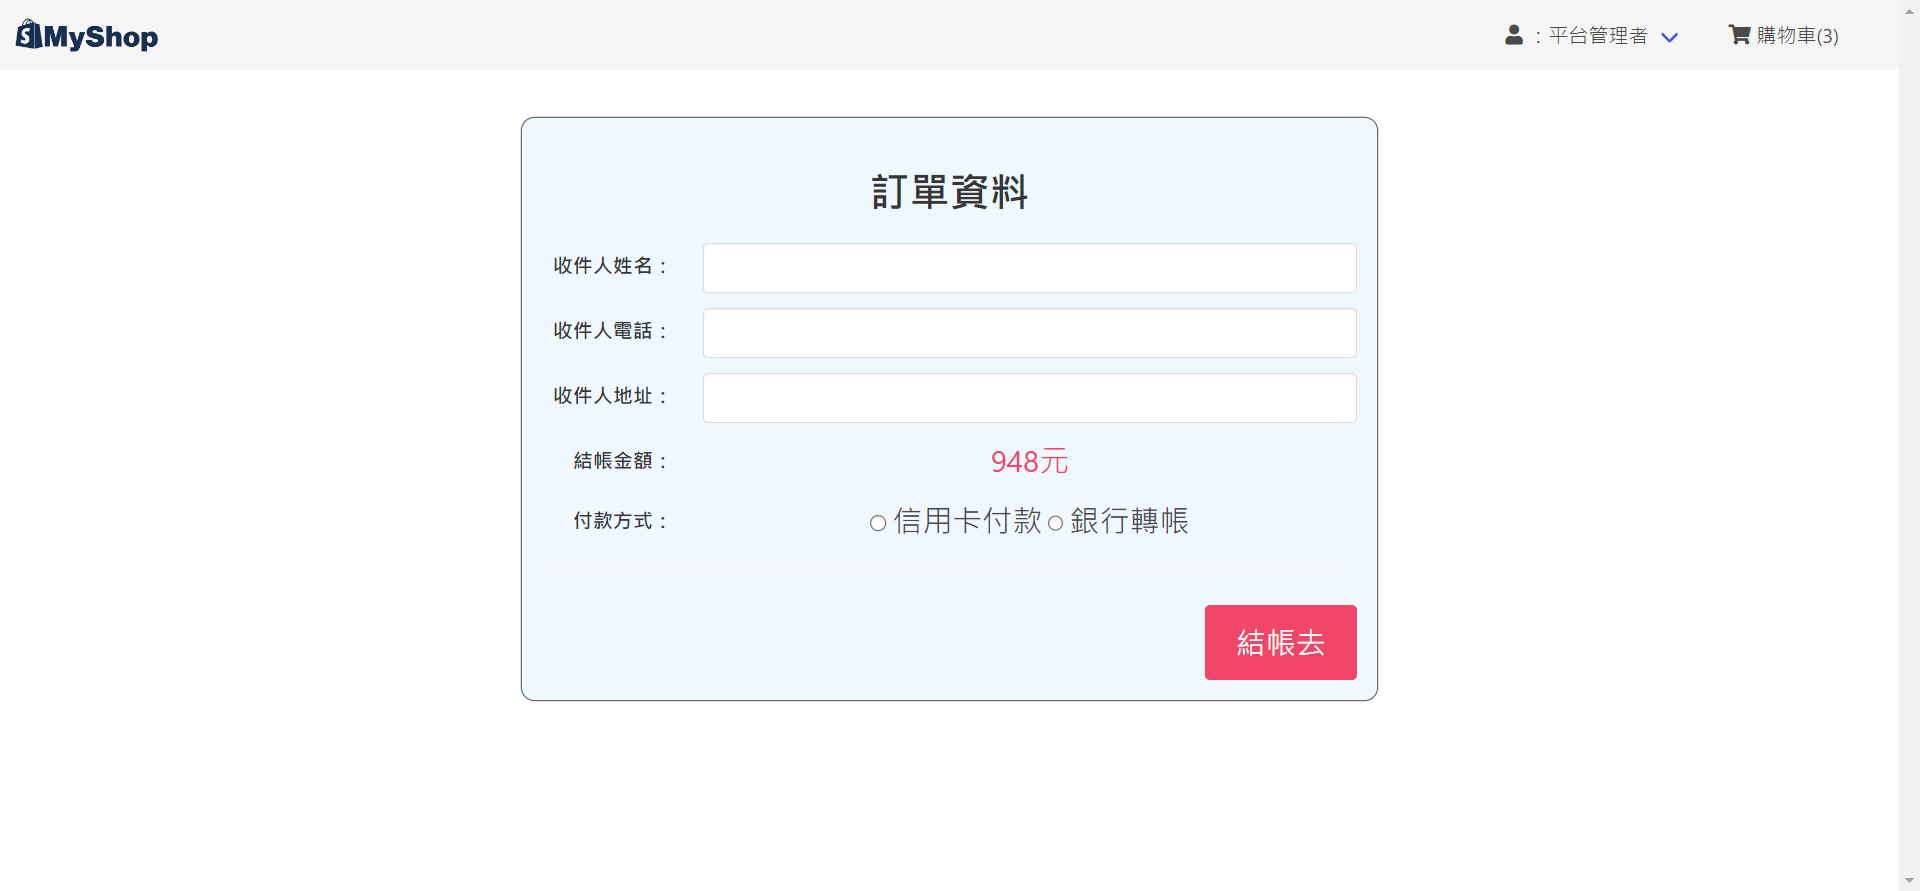 MyShop
：平台管理者
購物車(3)
訂單資料
收件人姓名：
收件人電話：
收件人地址：
結帳金額：
948元
付款方式：
信用卡付款 銀行轉帳
結帳去